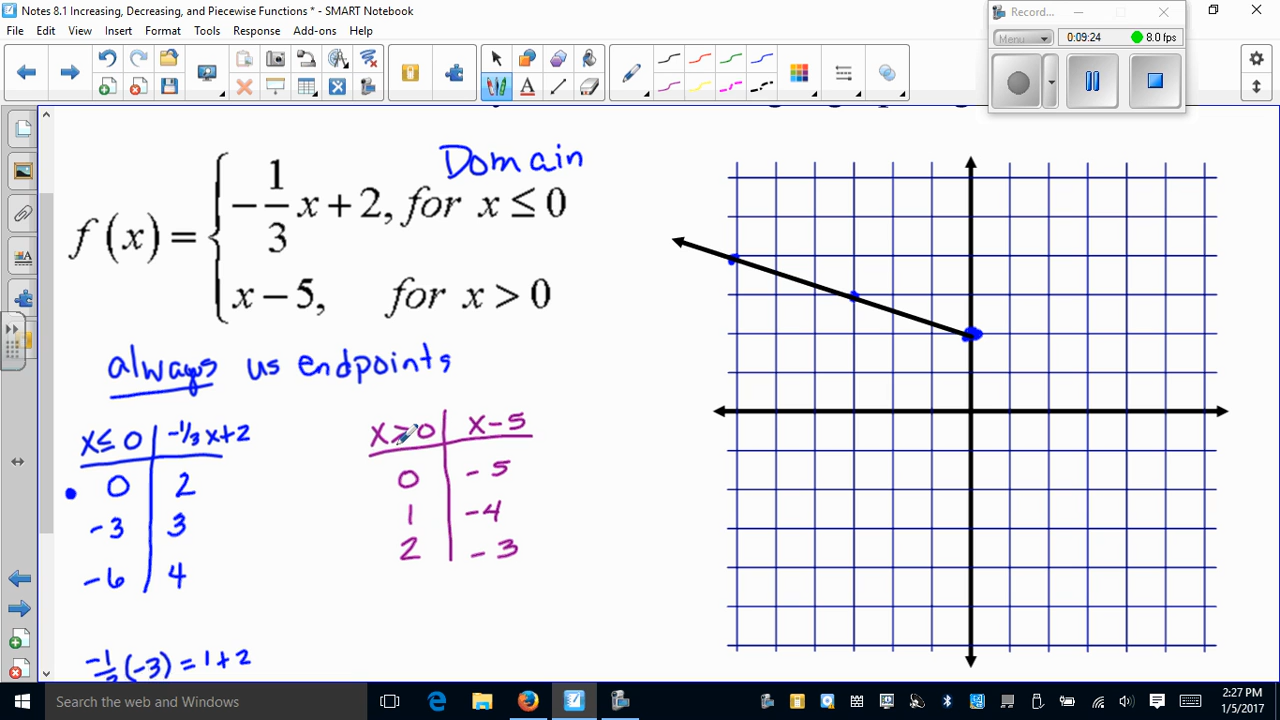 Notes 8.1 Increasing, Decreasing, and Piecewise Functions * - SMART Notebook
Record...
File Edit View Insert Format Tools Response Add-ons Help
Menu 0:09:24 8.0 fps
Domain
f(x) = { -1/3 x + 2, for x ≤ 0
x - 5, for x > 0
always us endpoints
x ≤ 0 | -1/3 x+2
0 | 2
-3 | 3
-6 | 4
x > 0 | x - 5
0 | -5
1 | -4
2 | -3
(-3) = 1 + 2
Search the web and Windows
2:27 PM
1/5/2017